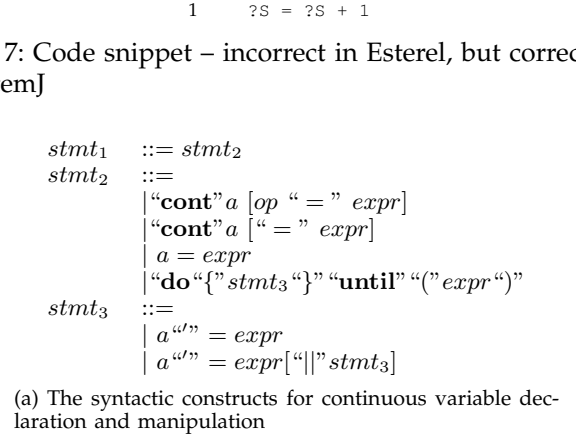 1 ?S = ?S + 1
7: Code snippet – incorrect in Esterel, but correc
emJ
stmt₁ ::= stmt₂
stmt₂ ::=
|“cont”a [op “ = ” expr]
|“cont”a [“ = ” expr]
| a = expr
|“do“{”stmt₃“}” “until” “(”expr“)”
stmt₃ ::=
| a“′” = expr
| a“′” = expr[“||”stmt₃]
(a) The syntactic constructs for continuous variable dec-
laration and manipulation